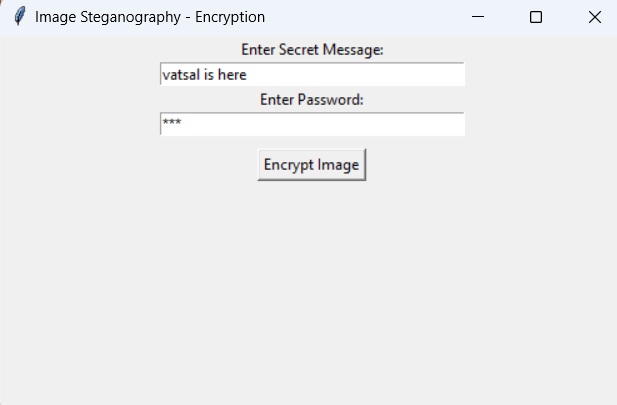 Image Steganography - Encryption
Enter Secret Message:
vatsal is here
Enter Password:
***
Encrypt Image